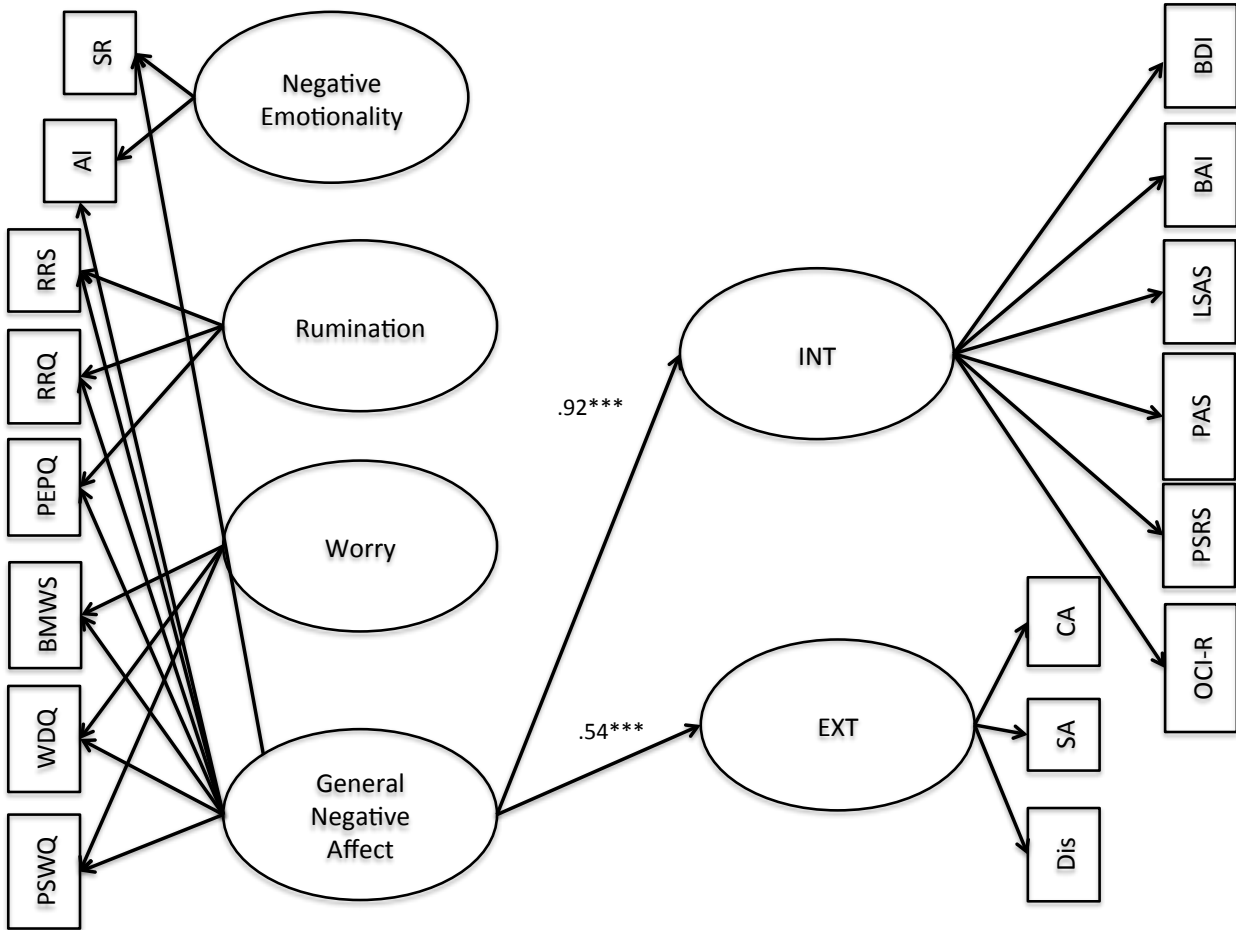 SR
AI
RRS
RRQ
PEPQ
BMWS
WDQ
PSWQ
Negative
Emotionality
Rumination
Worry
General
Negative
Affect
.92***
.54***
INT
EXT
BDI
BAI
LSAS
PAS
PSRS
OCI-R
CA
SA
Dis